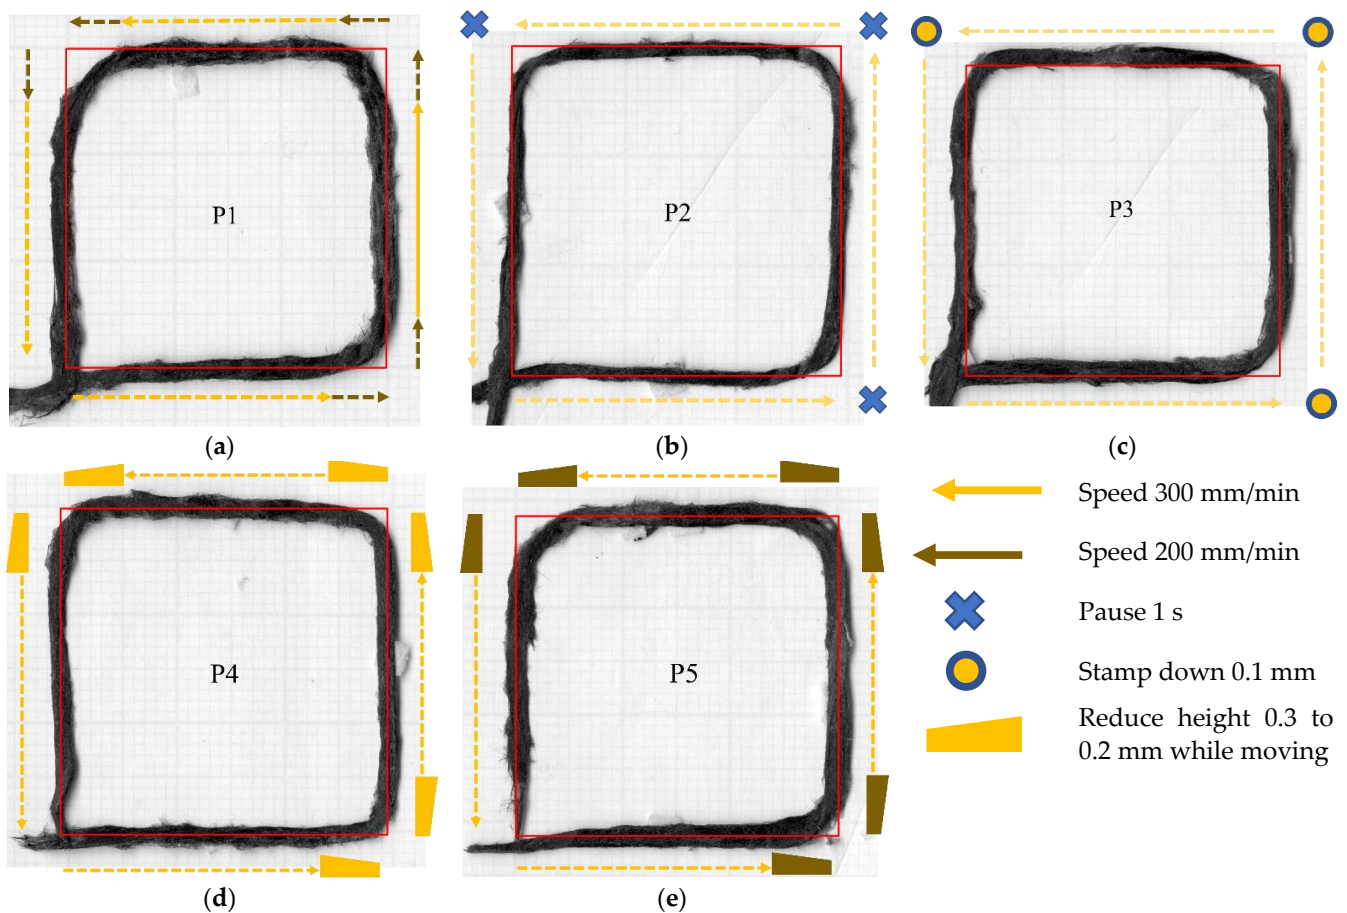 P1
P2
P3
(a)
(b)
(c)
P4
P5
Speed 300 mm/min
Speed 200 mm/min
Pause 1 s
Stamp down 0.1 mm
Reduce height 0.3 to
0.2 mm while moving
(d)
(e)